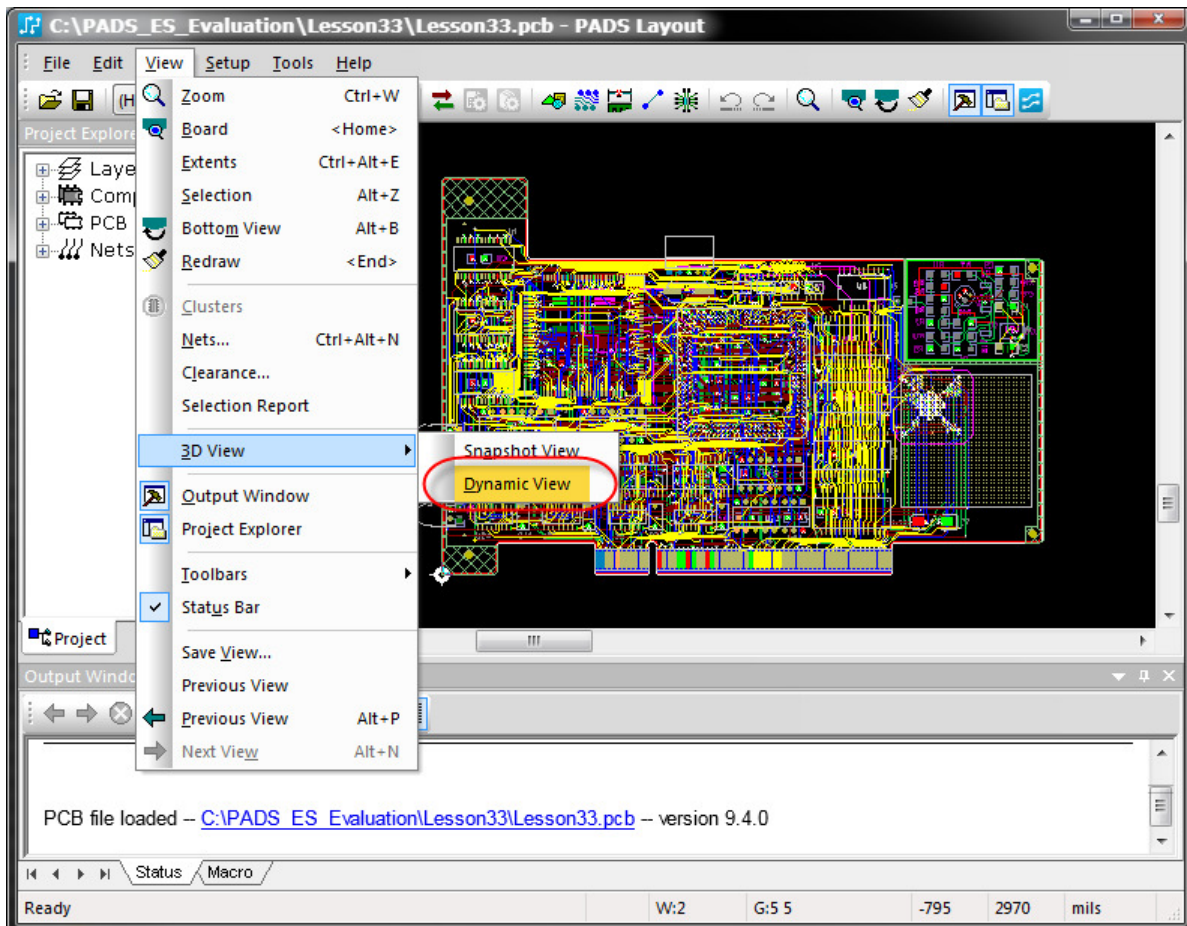 C:\PADS_ES_Evaluation\Lesson33\Lesson33.pcb - PADS Layout
File Edit View Setup Tools Help
(H
Zoom Ctrl+W
Board <Home>
Extents Ctrl+Alt+E
Selection Alt+Z
Bottom View Alt+B
Redraw <End>
Clusters
Nets... Ctrl+Alt+N
Clearance...
Selection Report
3D View
Snapshot View
Dynamic View
Output Window
Project Explorer
Toolbars
Status Bar
Save View...
Previous View
Previous View Alt+P
Next View Alt+N
Project Explore
Laye
Com
PCB
Nets
Project
Output Windo
PCB file loaded -- C:\PADS_ES_Evaluation\Lesson33\Lesson33.pcb -- version 9.4.0
Status Macro
Ready W:2 G:5 5 -795 2970 mils